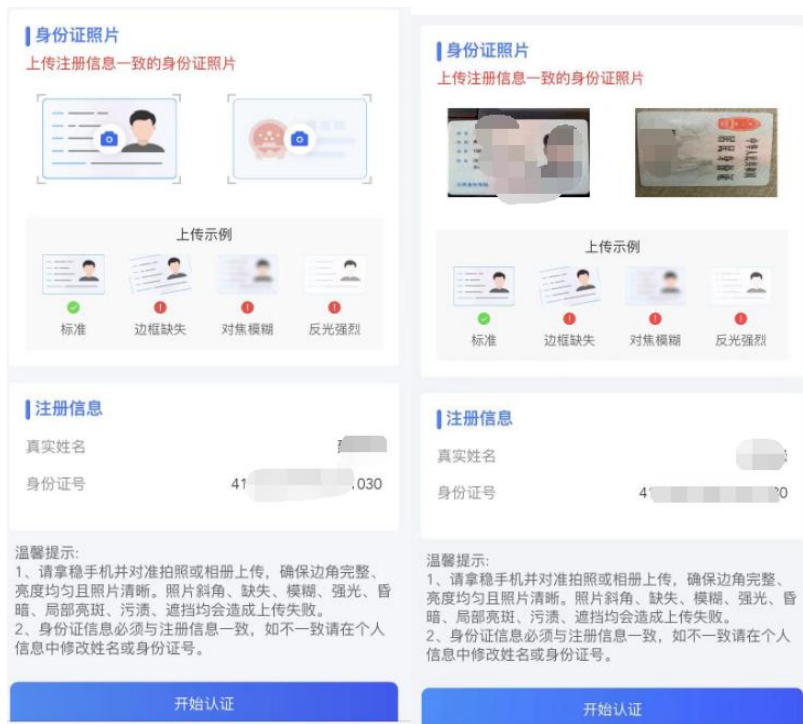 身份证照片
上传注册信息一致的身份证照片
上传示例
标准
边框缺失
对焦模糊
反光强烈
注册信息
真实姓名
身份证号
41
030
温馨提示:
1、请拿稳手机并对准拍照或相册上传，确保边角完整、
亮度均匀且照片清晰。照片斜角、缺失、模糊、强光、昏
暗、局部亮斑、污渍、遮挡均会造成上传失败。
2、身份证信息必须与注册信息一致，如不一致请在个人
信息中修改姓名或身份证号。
开始认证
身份证照片
上传注册信息一致的身份证照片
中华人民共和国
居民身份证
上传示例
标准
边框缺失
对焦模糊
反光强烈
注册信息
真实姓名
身份证号
温馨提示:
1、请拿稳手机并对准拍照或相册上传，确保边角完整、
亮度均匀且照片清晰。照片斜角、缺失、模糊、强光、昏
暗、局部亮斑、污渍、遮挡均会造成上传失败。
2、身份证信息必须与注册信息一致，如不一致请在个人
信息中修改姓名或身份证号。
开始认证